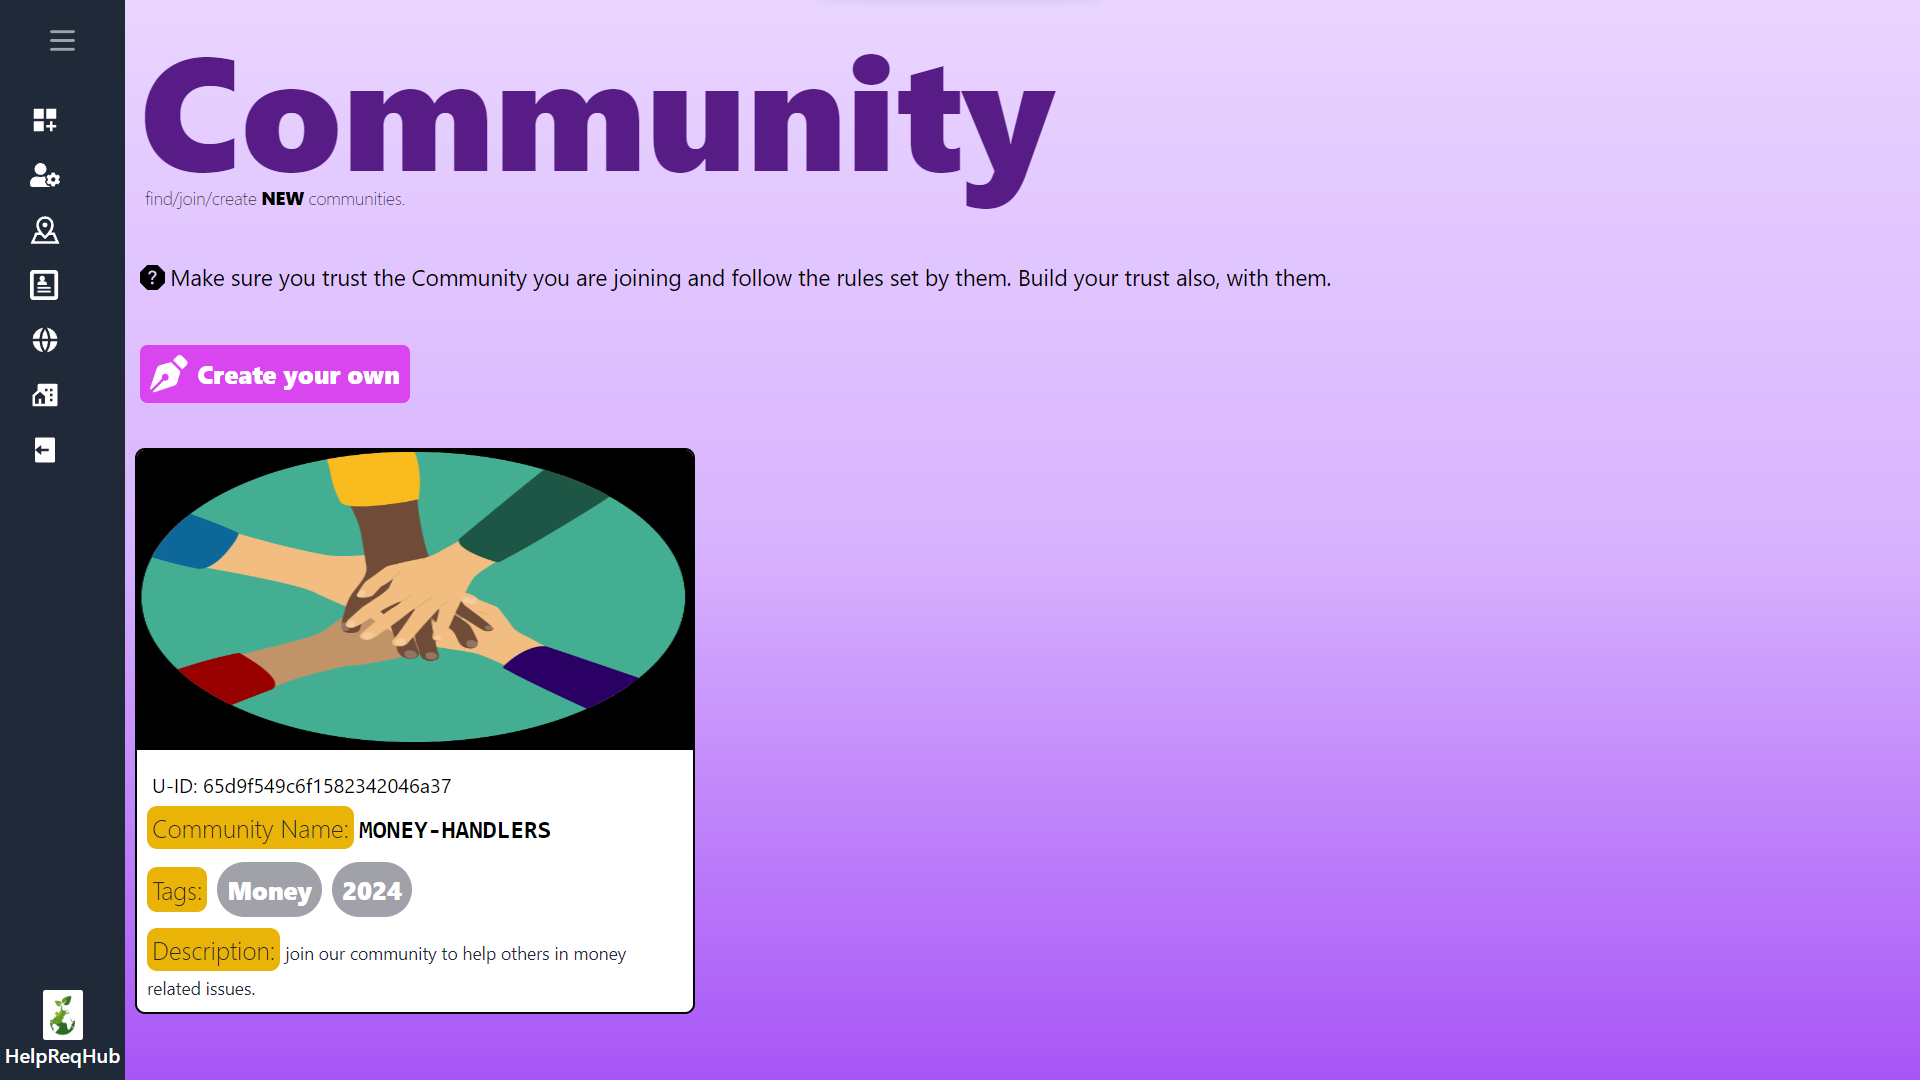 Community
find/join/create NEW communities.
Make sure you trust the Community you are joining and follow the rules set by them. Build your trust also, with them.
Create your own
U-ID: 65d9f549c6f1582342046a37
Community Name: MONEY-HANDLERS
Tags: Money 2024
Description: join our community to help others in money
related issues.
HelpReqHub